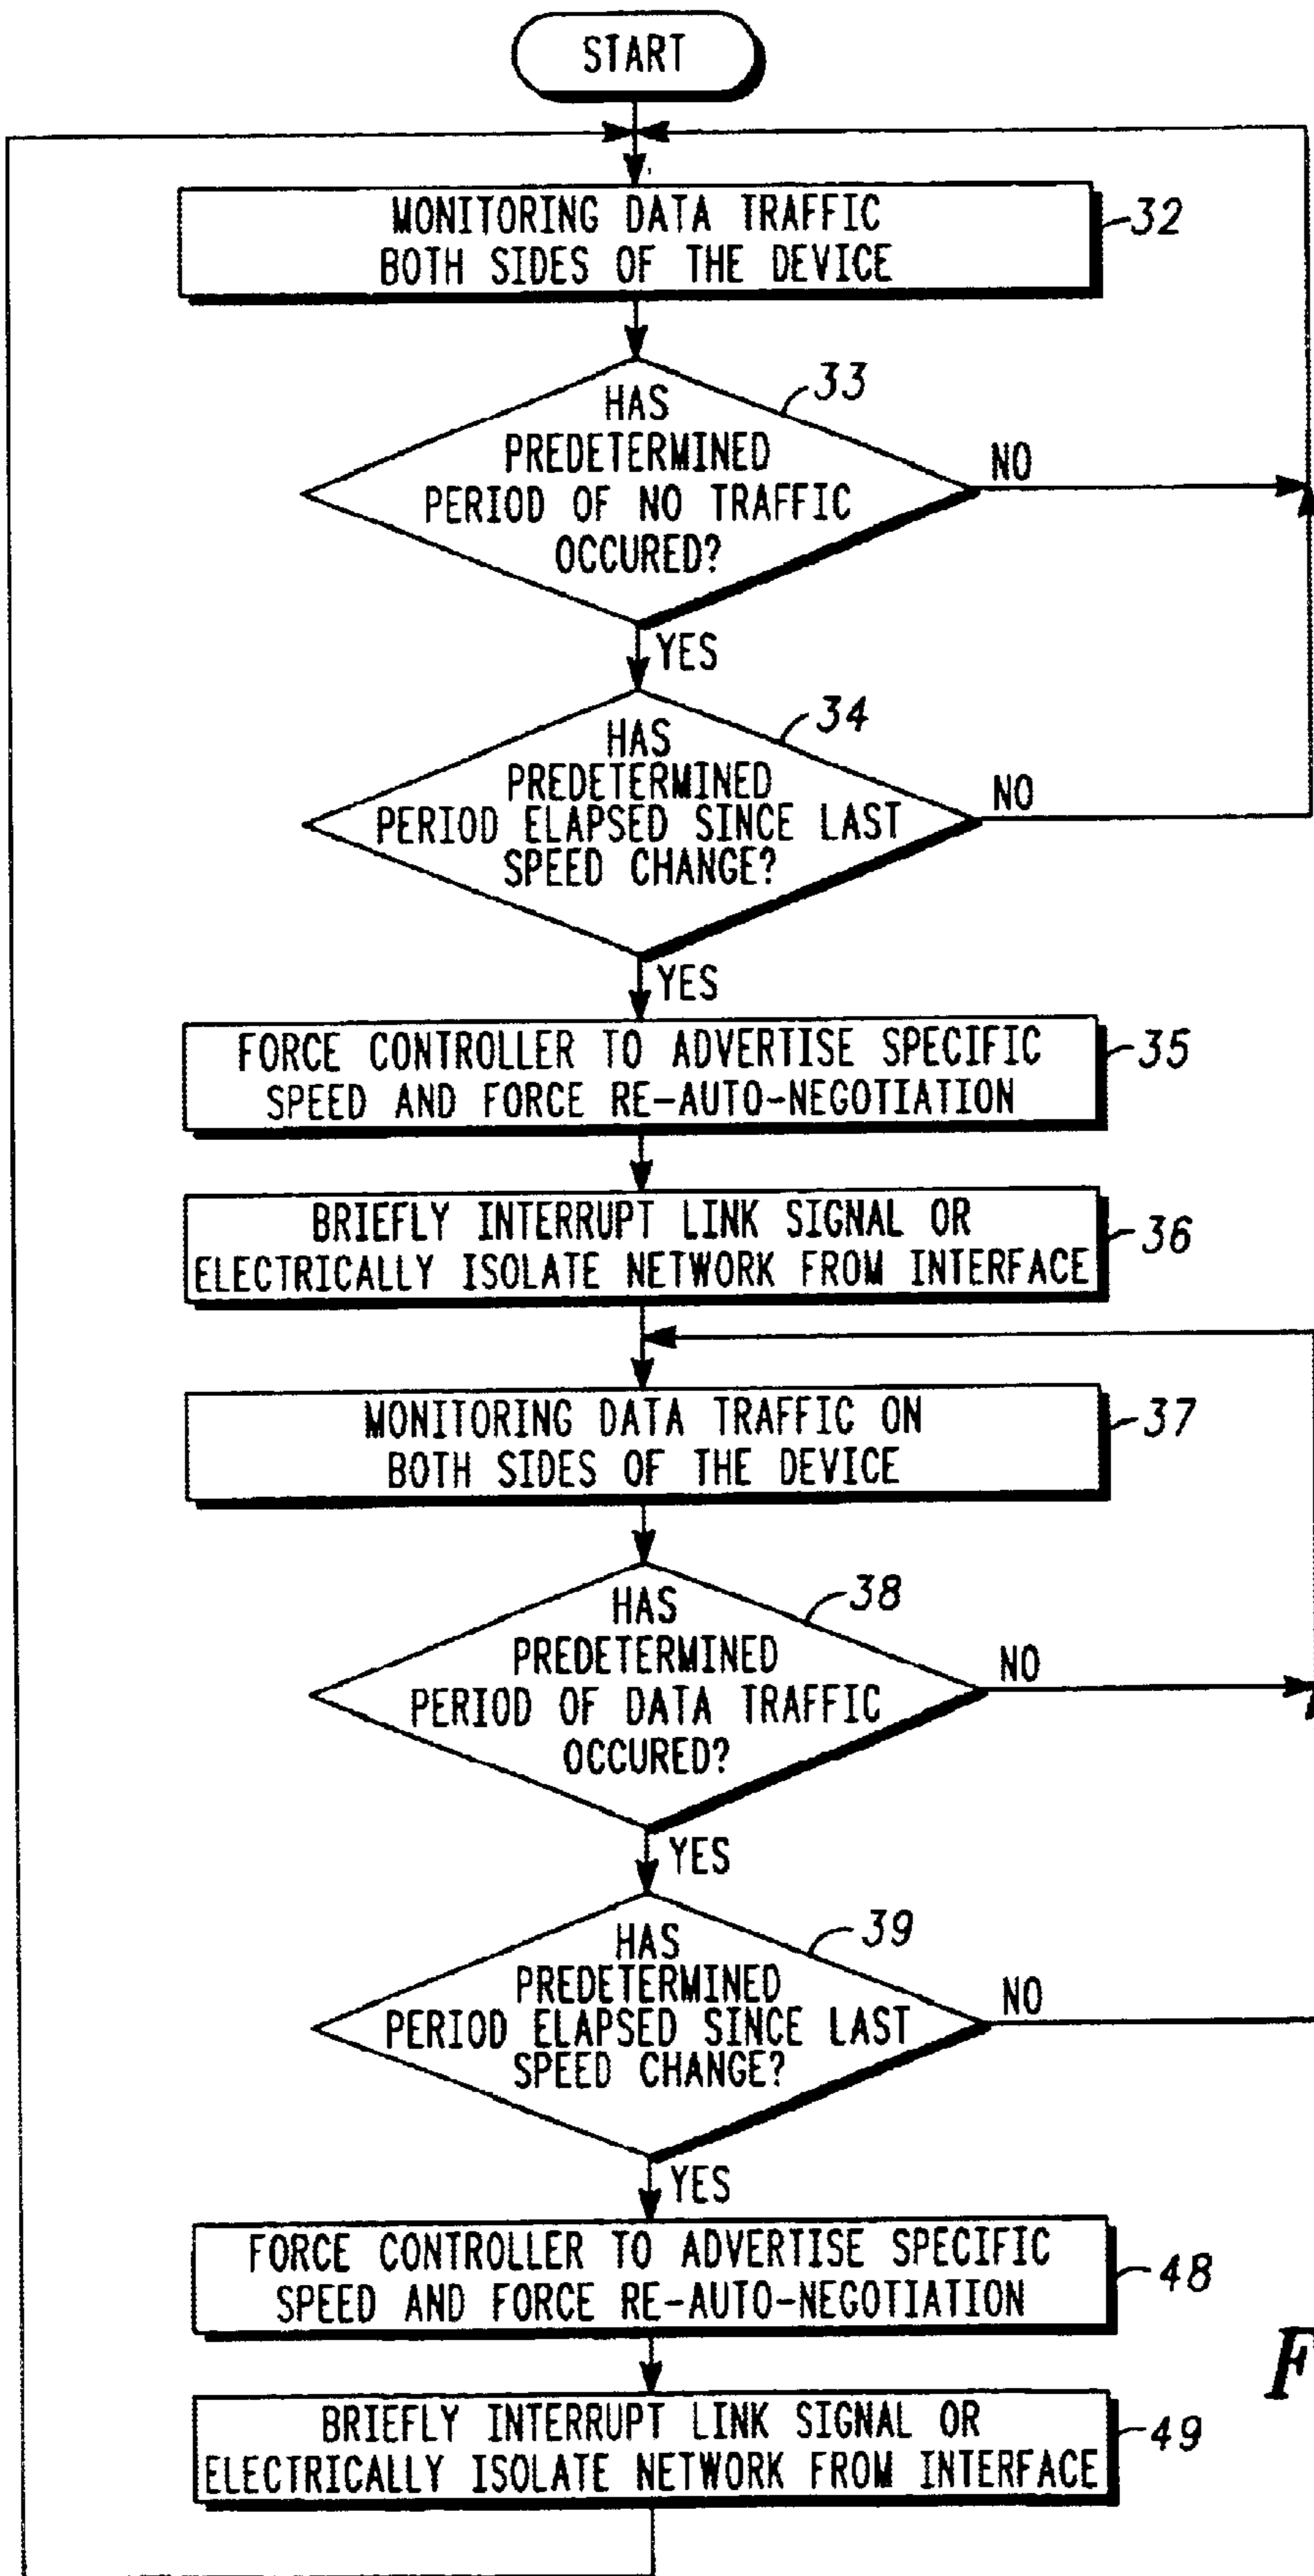 START
MONITORING DATA TRAFFIC
BOTH SIDES OF THE DEVICE
32
HAS
PREDETERMINED
PERIOD OF NO TRAFFIC
OCCURED?
33
NO
YES
HAS
PREDETERMINED
PERIOD ELAPSED SINCE LAST
SPEED CHANGE?
34
NO
YES
FORCE CONTROLLER TO ADVERTISE SPECIFIC
SPEED AND FORCE RE-AUTO-NEGOTIATION
35
BRIEFLY INTERRUPT LINK SIGNAL OR
ELECTRICALLY ISOLATE NETWORK FROM INTERFACE
36
MONITORING DATA TRAFFIC ON
BOTH SIDES OF THE DEVICE
37
HAS
PREDETERMINED
PERIOD OF DATA TRAFFIC
OCCURED?
38
NO
YES
HAS
PREDETERMINED
PERIOD ELAPSED SINCE LAST
SPEED CHANGE?
39
NO
YES
FORCE CONTROLLER TO ADVERTISE SPECIFIC
SPEED AND FORCE RE-AUTO-NEGOTIATION
48
F
BRIEFLY INTERRUPT LINK SIGNAL OR
ELECTRICALLY ISOLATE NETWORK FROM INTERFACE
49